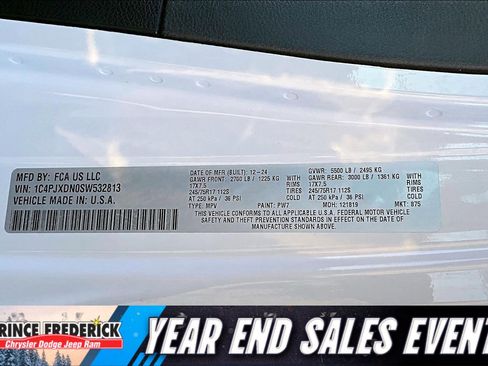 MFD BY: FCA US LLC
VIN: 1C4PJXDN0SW532813
VEHICLE MADE IN: U.S.A.
DATE OF MFR (BUILT): 12-24
GAWR FRONT: 2700 LB / 1225 KG
17X7.5 RIMS
245/75R17 112S TIRES
AT 250 kPa / 36 PSI COLD
TYPE: MPV
GVWR: 5500 LB / 2495 KG
GAWR REAR: 3000 LB / 1361 KG
17X7.5 RIMS
245/75R17 112S TIRES
AT 250 kPa / 36 PSI COLD
PAINT: PW7
MDH: 121819
MKT: 875
THIS VEHICLE CONFORMS TO ALL APPLICABLE U.S.A. FEDERAL MOTOR VEHICLE
SAFETY AND THEFT PREVENTION STANDARDS IN EFFECT ON THE DATE OF
MANUFACTURE SHOWN ABOVE.
PRINCE FREDERICK
Chrysler Dodge Jeep Ram
YEAR END SALES EVENT